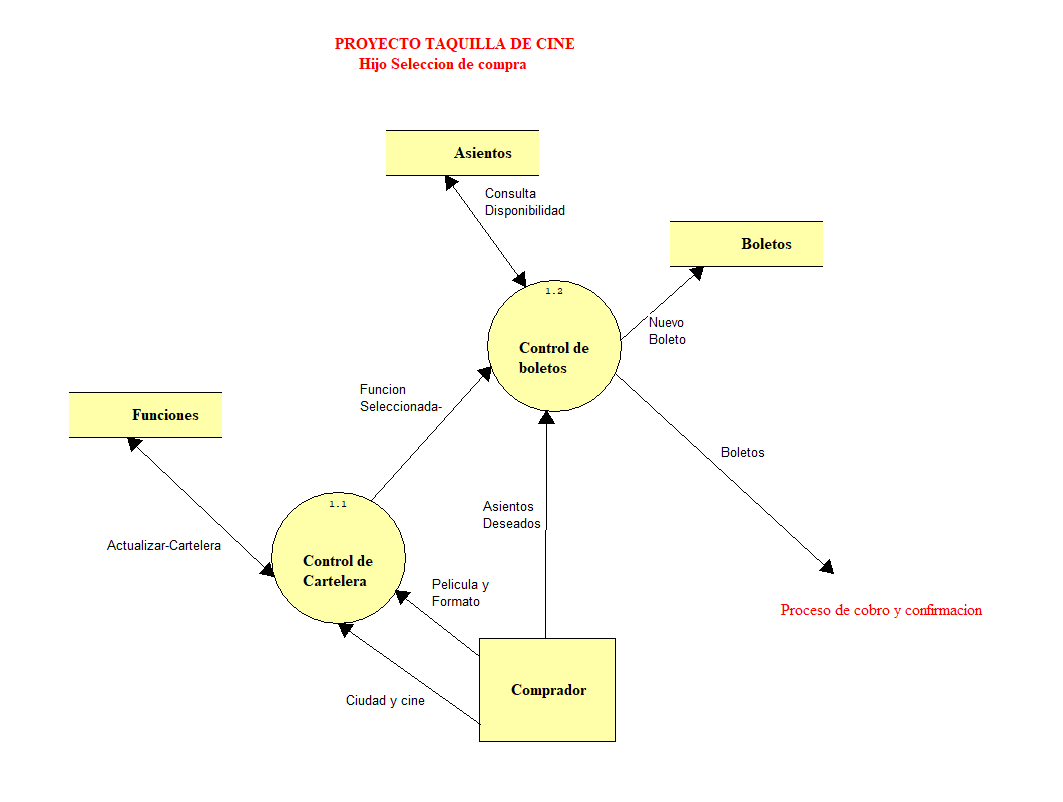 PROYECTO TAQUILLA DE CINE
Hijo Seleccion de compra
Asientos
Consulta
Disponibilidad
Boletos
1.2
Nuevo
Boleto
Control de
boletos
Funcion
Seleccionada-
Funciones
Boletos
1.1
Asientos
Deseados
Actualizar-Cartelera
Control de
Cartelera
Pelicula y
Formato
Proceso de cobro y confirmacion
Comprador
Ciudad y cine